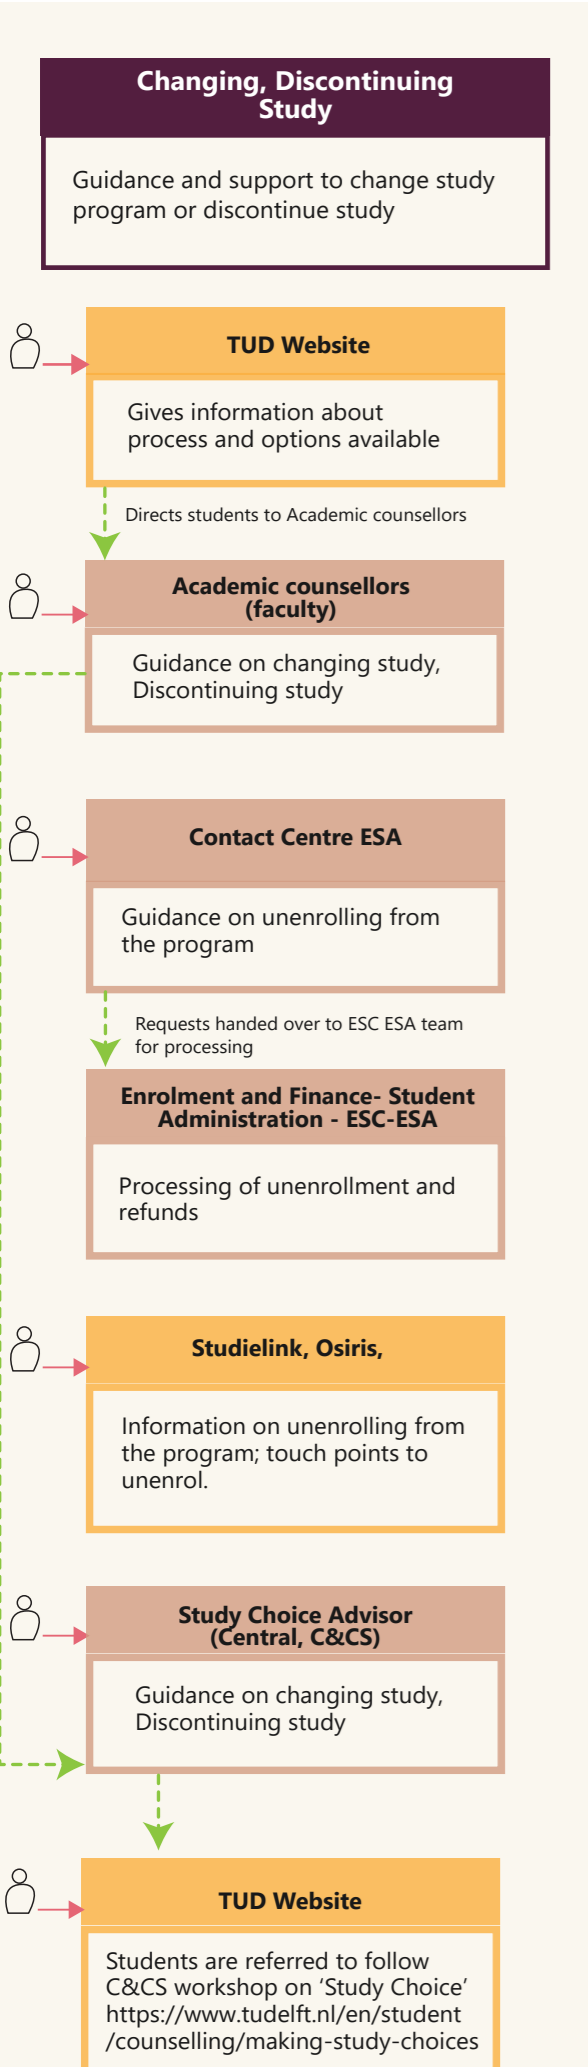 Changing, Discontinuing
Study
Guidance and support to change study
program or discontinue study
TUD Website
Gives information about
process and options available
Directs students to Academic counsellors
Academic counsellors
(faculty)
Guidance on changing study,
Discontinuing study
Contact Centre ESA
Guidance on unenrolling from
the program
Requests handed over to ESC ESA team
for processing
Enrolment and Finance- Student
Administration - ESC-ESA
Processing of unenrollment and
refunds
Studielink, Osiris,
Information on unenrolling from
the program; touch points to
unenrol.
Study Choice Advisor
(Central, C&CS)
Guidance on changing study,
Discontinuing study
TUD Website
Students are referred to follow
C&CS workshop on ‘Study Choice’
https://www.tudelft.nl/en/student
/counselling/making-study-choices